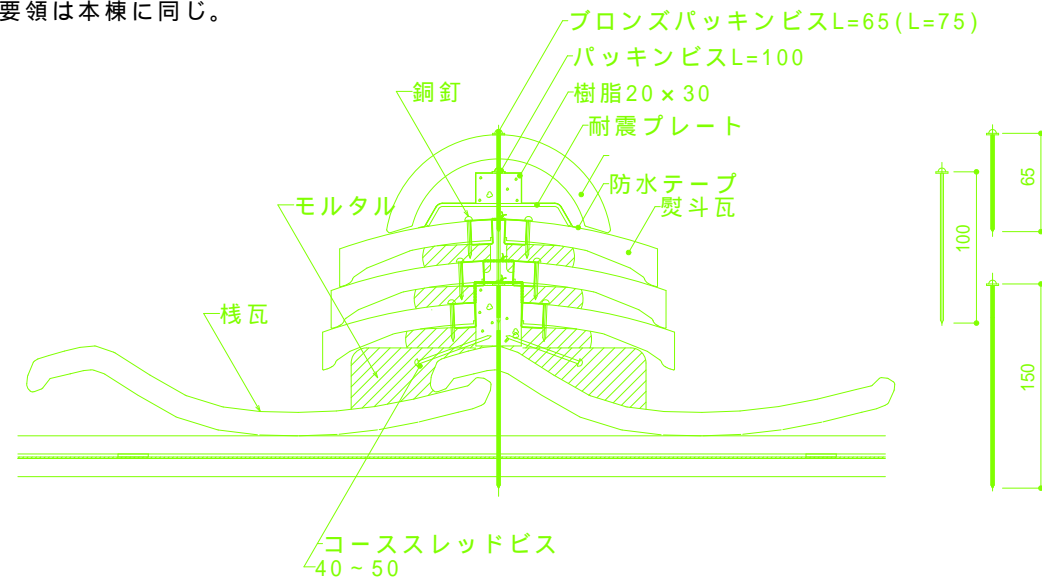 要領は本棟に同じ。
ブロンズパッキンビスL=65(L=75)
パッキンビスL=100
銅釘
樹脂20×30
耐震プレート
防水テープ
熨斗瓦
モルタル
桟瓦
65
100
150
コーススレッドビス
40~50